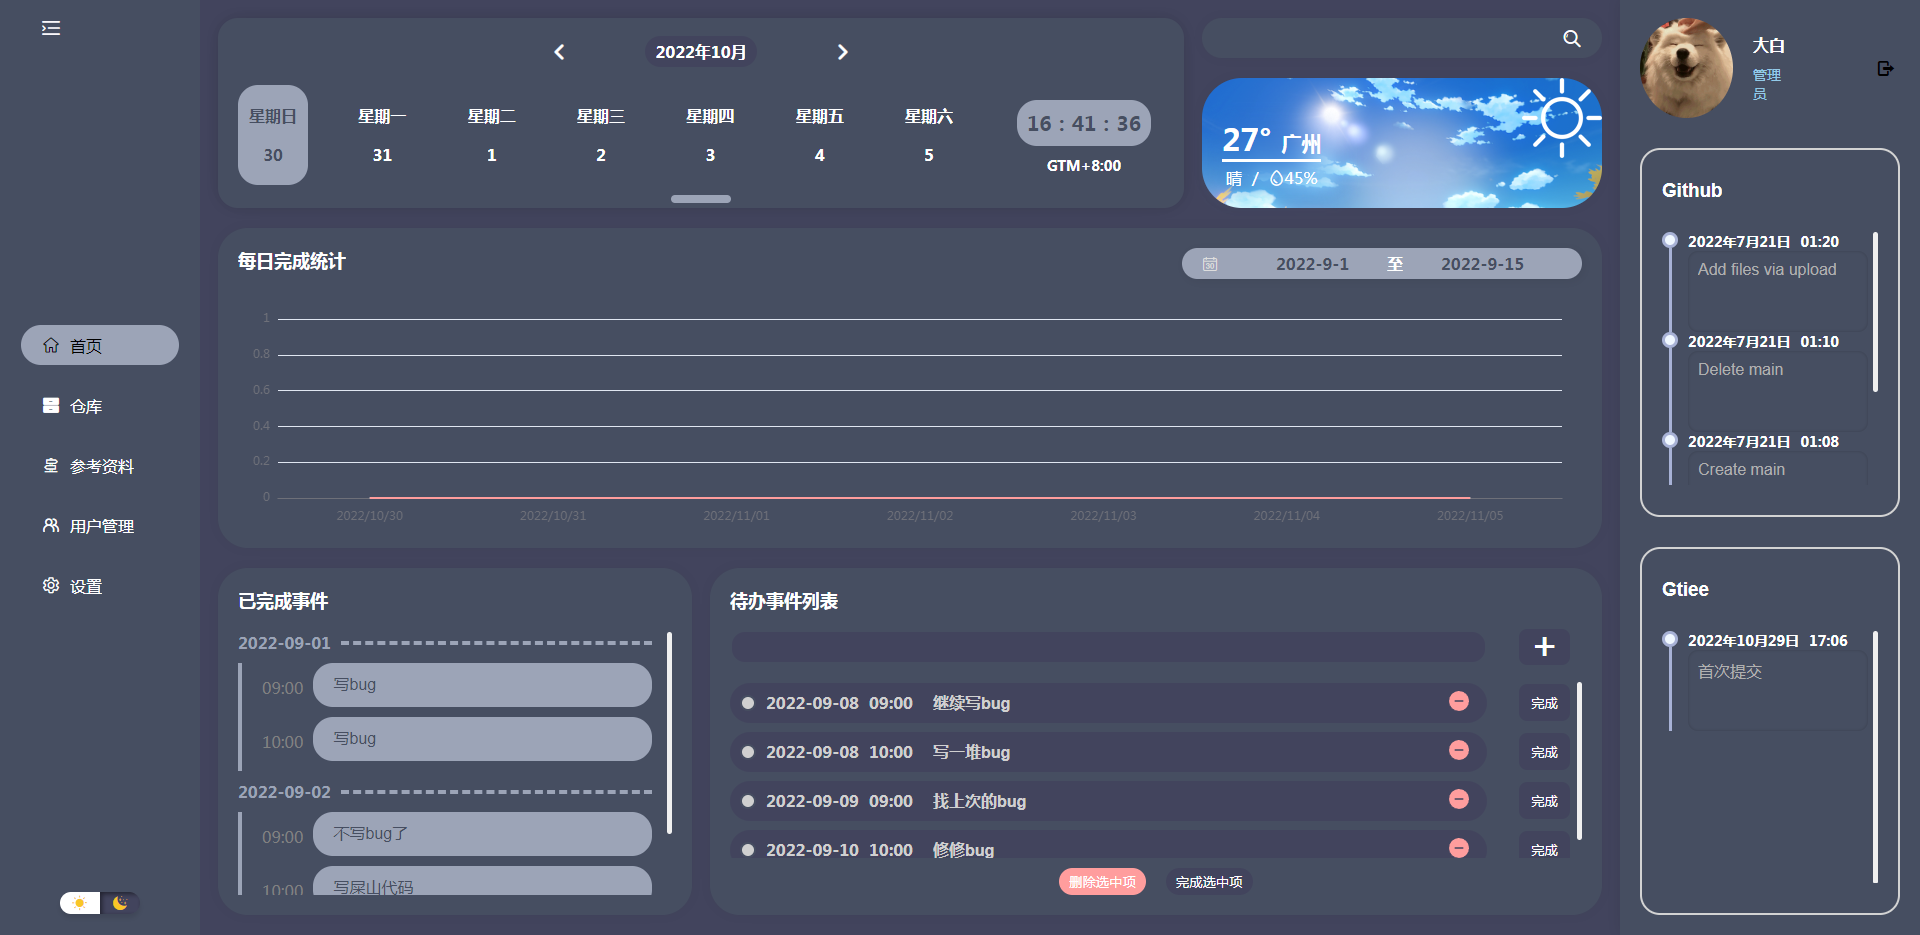 首页
仓库
参考资料
用户管理
设置
2022年10月
星期日 星期一 星期二 星期三 星期四 星期五 星期六
30 31 1 2 3 4 5
16 : 41 : 36
GTM+8:00
27° 广州
晴 / 45%
大白
管理
员
每日完成统计
2022-9-1 至 2022-9-15
1
0.8
0.6
0.4
0.2
0
2022/10/30 2022/10/31 2022/11/01 2022/11/02 2022/11/03 2022/11/04 2022/11/05
已完成事件
2022-09-01
09:00 写bug
10:00 写bug
2022-09-02
09:00 不写bug了
10:00 写屎山代码
待办事件列表
2022-09-08 09:00 继续写bug 完成
2022-09-08 10:00 写一堆bug 完成
2022-09-09 09:00 找上次的bug 完成
2022-09-10 10:00 修修bug 完成
删除选中项 完成选中项
Github
2022年7月21日 01:20
Add files via upload
2022年7月21日 01:10
Delete main
2022年7月21日 01:08
Create main
Gtiee
2022年10月29日 17:06
首次提交